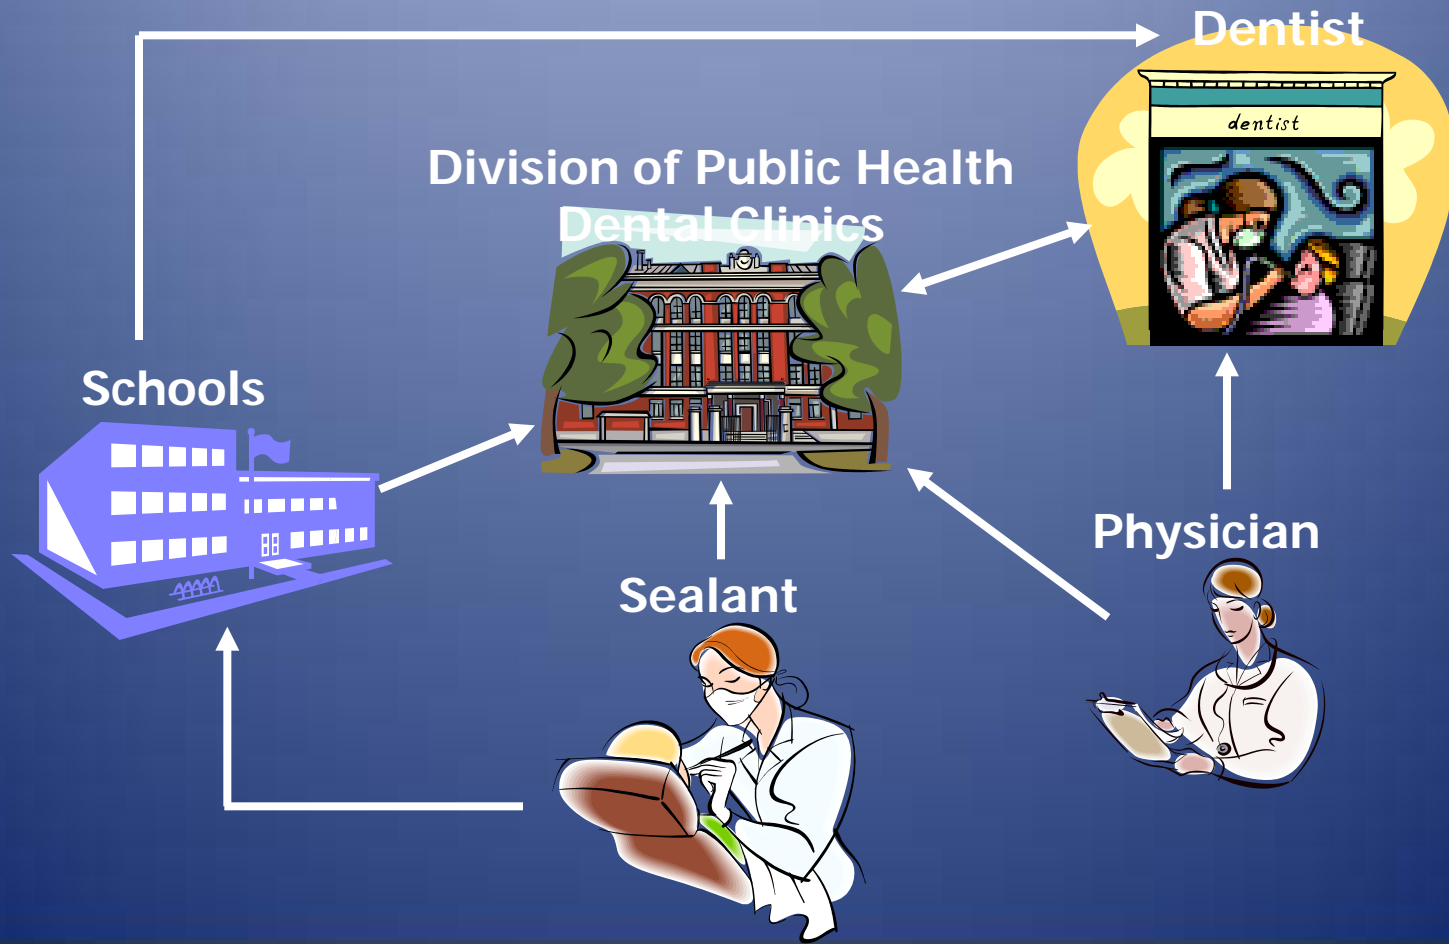 Dentist
dentist
Division of Public Health
Dental Clinics
Schools
Physician
Sealant